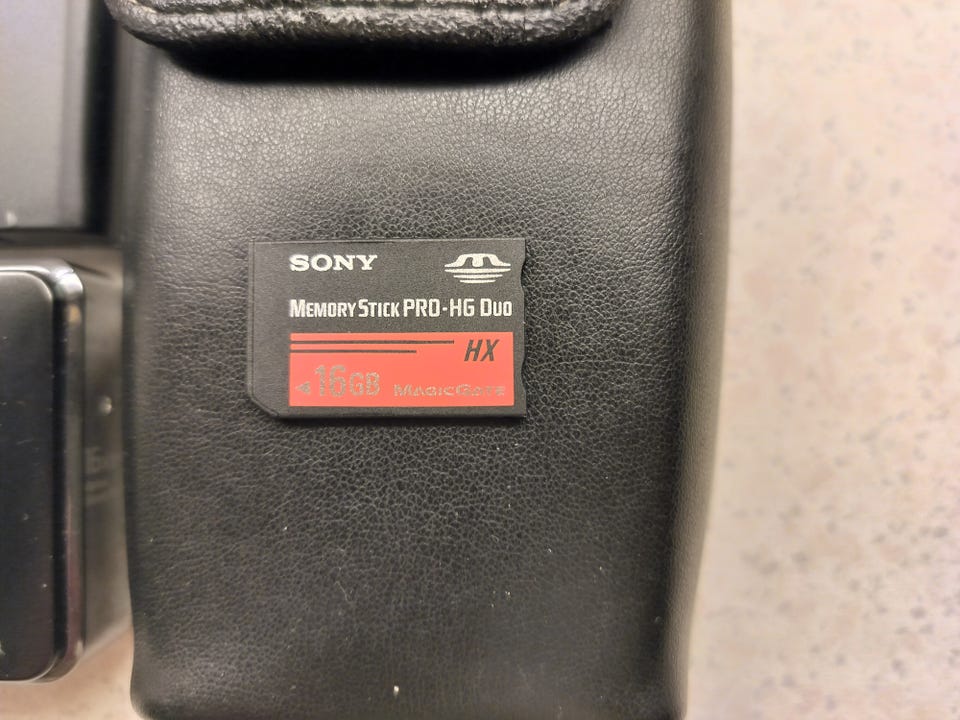 SONY
MEMORY STICK PRO-HG DUO
HX
16GB MAGICGATE